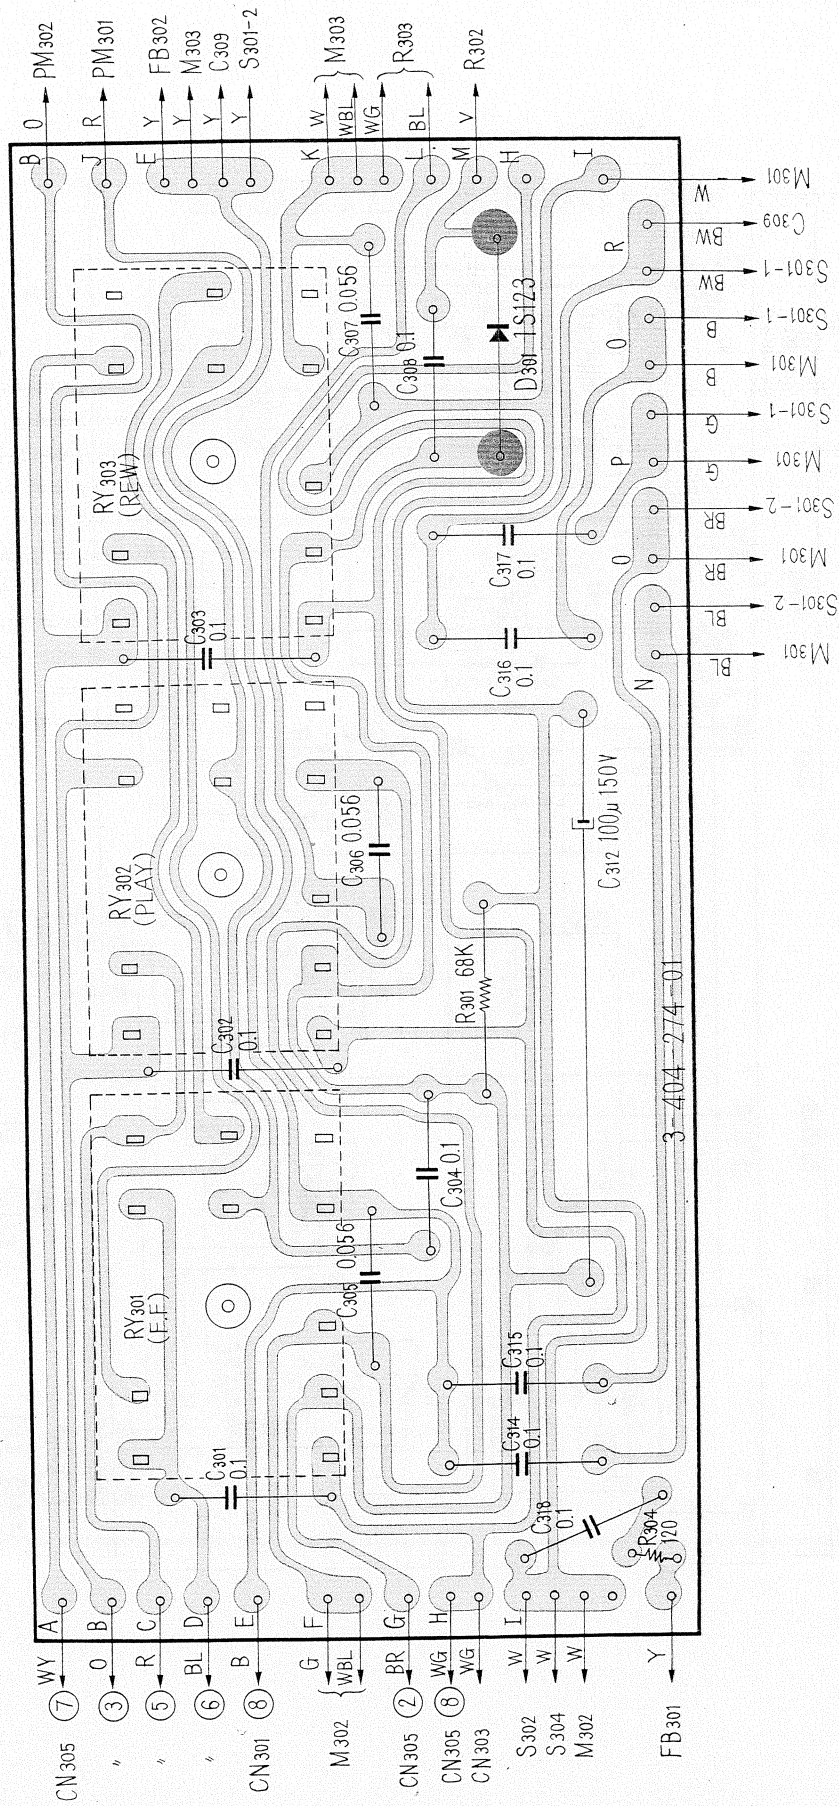 PM302
PM301
FB302
M303
C309
S301-2
M303
R303
R302
O
R
Y
Y
Y
Y
W
WBL
WG
BL
V
B
J
E
K
L
M
H
I
W
M301
R
BW
C309
BW
S301-1
O
B
S301-1
B
M301
P
G
S301-1
G
M301
O
BR
S301-2
BR
M301
N
BL
S301-2
BL
M301
RY303
(REW)
C307 0.056
C308 0.1
D301 1S123
C303
0.1
C317
0.1
C316
0.1
RY302
(PLAY)
C306 0.056
C312 100μ 150V
R301 68K
C302
0.1
3-404-274-01
C304 0.1
RY301
(F.F)
C305 0.056
C315
0.1
C314
0.1
C301
0.1
C318
0.1
R304
120
A
B
C
D
E
F
G
H
I
WY
O
R
BL
B
G
WBL
BR
WG
WG
W
W
W
Y
CN305 7
" 3
" 5
" 6
CN301 8
M302
CN305 2
CN305 8
CN303
S302
S304
M302
FB301